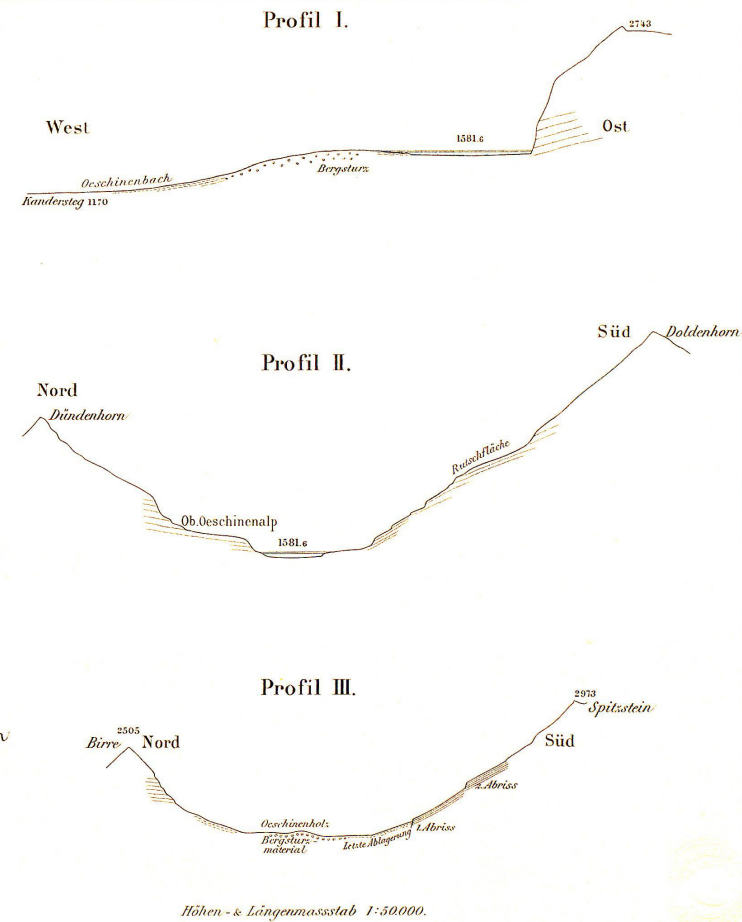 Profil I.
2743
West
1581.6
Ost
Oeschinenbach
Bergsturz
Kandersteg 1170
Profil II.
Süd
Doldenhorn
Nord
Dündenhorn
Rutschfläche
Ob. Oeschinenalp
1581.6
Profil III.
2973
Spitzstein
2505
Birre Nord
Süd
2. Abriss
Oeschinenholz
Bergsturz-
material
Letzte Ablagerung
1. Abriss
Höhen- & Längenmassstab 1:50.000.